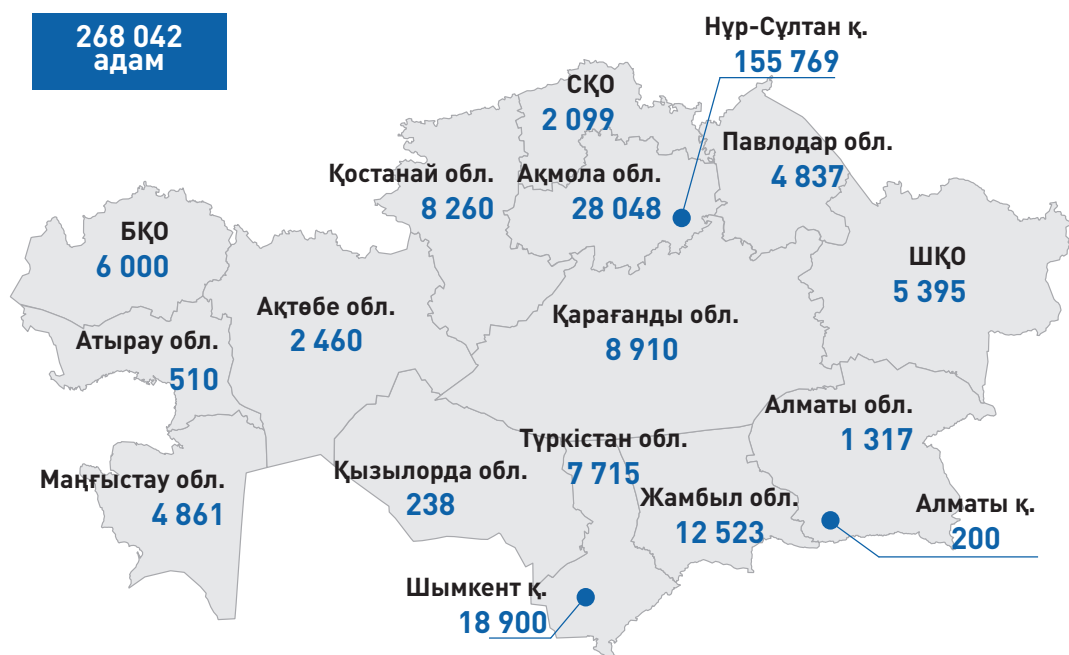 268 042
адам
Нұр-Сұлтан қ.
155 769
СҚО
2 099
Павлодар обл.
4 837
Қостанай обл.
8 260
Ақмола обл.
28 048
БҚО
6 000
ШҚО
5 395
Ақтөбе обл.
2 460
Қарағанды обл.
8 910
Атырау обл.
510
Алматы обл.
1 317
Түркістан обл.
7 715
Маңғыстау обл.
4 861
Қызылорда обл.
238
Жамбыл обл.
12 523
Алматы қ.
200
Шымкент қ.
18 900